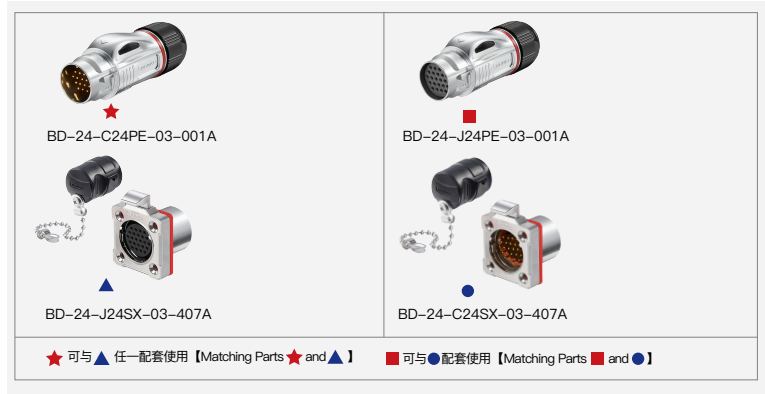 BD-24-C24PE-03-001A
BD-24-J24PE-03-001A
BD-24-J24SX-03-407A
BD-24-C24SX-03-407A
★ 可与▲ 任一配套使用【Matching Parts ★ and ▲ 】
■ 可与●配套使用【Matching Parts ■ and ● 】